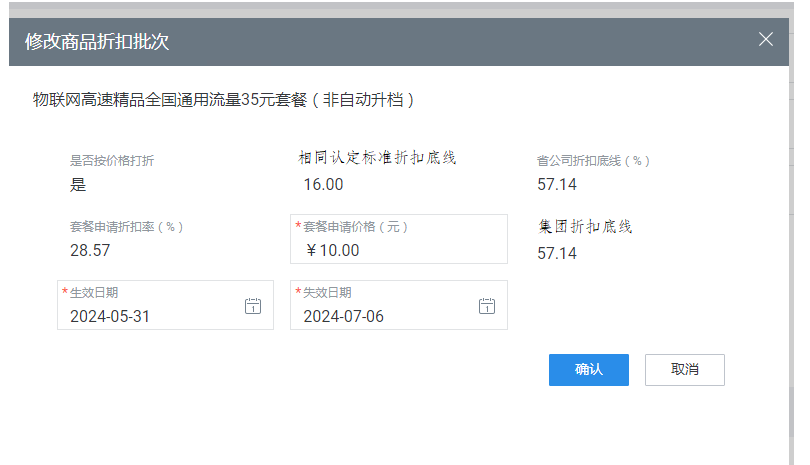 修改商品折扣批次
物联网高速精品全国通用流量35元套餐（非自动升档）
是否按价格打折
是
相同认定标准折扣底线
16.00
省公司折扣底线（%）
57.14
套餐申请折扣率（%）
28.57
*套餐申请价格（元）
￥10.00
集团折扣底线
57.14
*生效日期
2024-05-31
*失效日期
2024-07-06
确认
取消